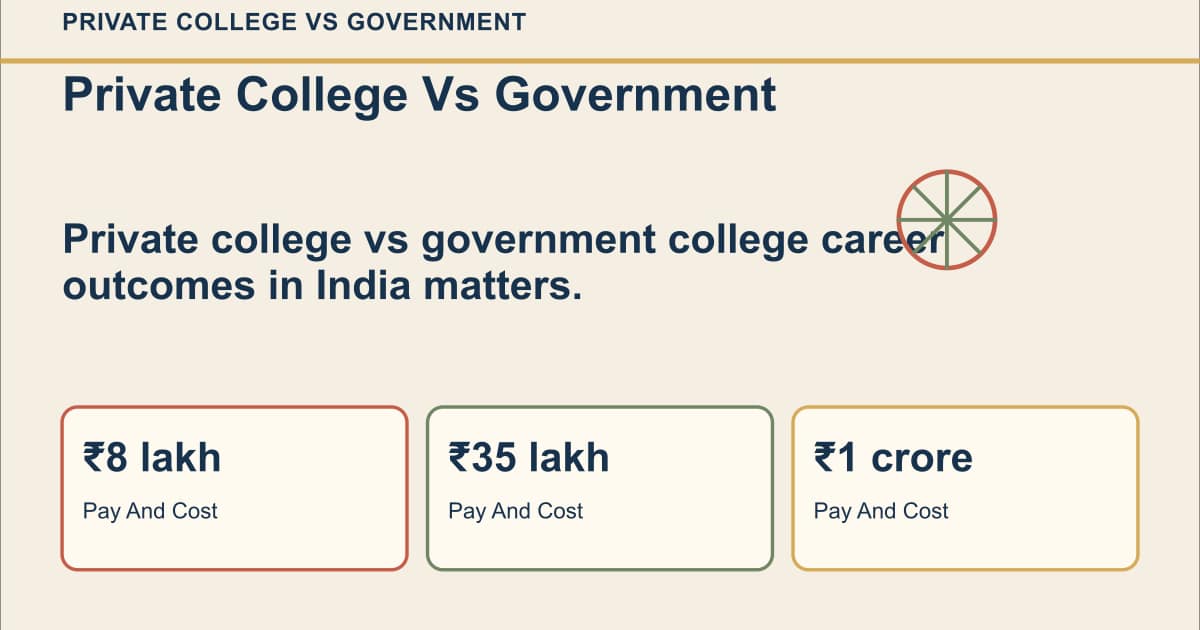 PRIVATE COLLEGE VS GOVERNMENT
Private College Vs Government
Private college vs government college career
outcomes in India matters.
₹8 lakh
Pay And Cost
₹35 lakh
Pay And Cost
₹1 crore
Pay And Cost